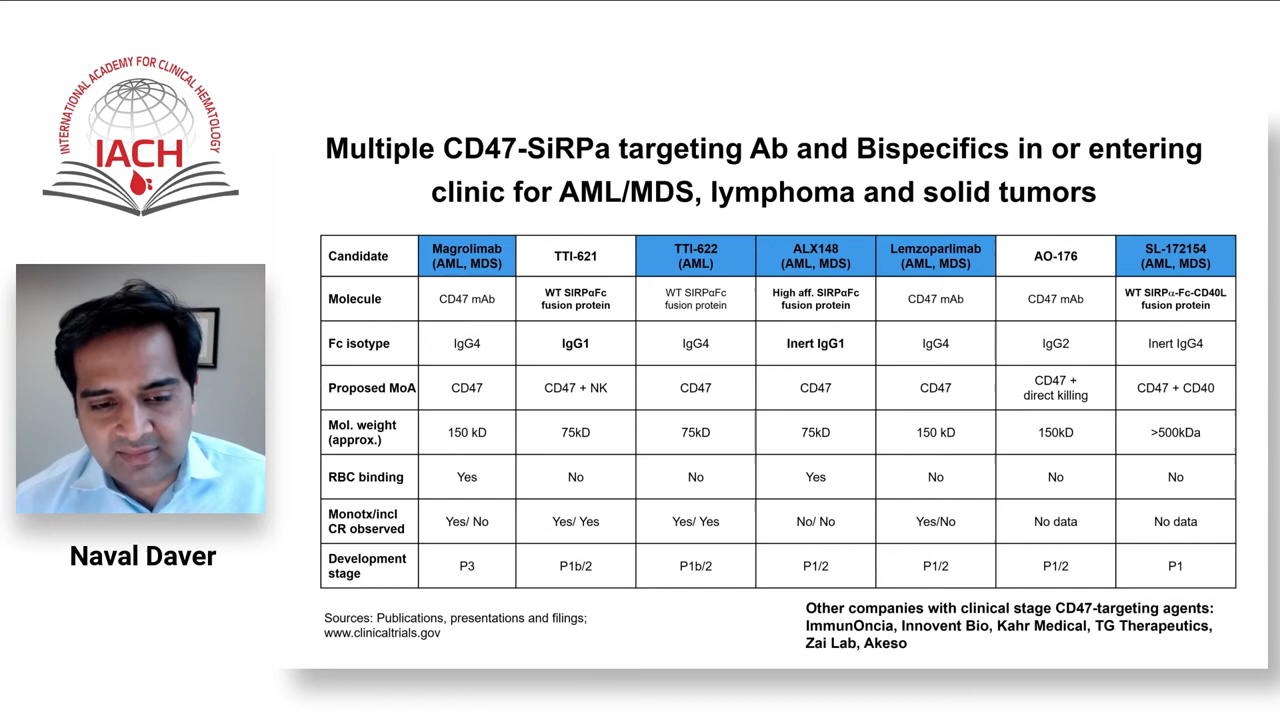 INTERNATIONAL ACADEMY FOR CLINICAL HEMATOLOGY
IACH
Naval Daver
Multiple CD47-SiRPa targeting Ab and Bispecifics in or entering
clinic for AML/MDS, lymphoma and solid tumors
Candidate Magrolimab (AML, MDS) TTI-621 TTI-622 (AML) ALX148 (AML, MDS) Lemzoparlimab (AML, MDS) AO-176 SL-172154 (AML, MDS)
Molecule CD47 mAb WT SIRPαFc fusion protein WT SIRPαFc fusion protein High aff. SIRPαFc fusion protein CD47 mAb CD47 mAb WT SIRPα-Fc-CD40L fusion protein
Fc isotype IgG4 IgG1 IgG4 Inert IgG1 IgG4 IgG2 Inert IgG4
Proposed MoA CD47 CD47 + NK CD47 CD47 CD47 CD47 + direct killing CD47 + CD40
Mol. weight (approx.) 150 kD 75kD 75kD 75kD 150 kD 150kD >500kDa
RBC binding Yes No No Yes No No No
Monotx/incl CR observed Yes/ No Yes/ Yes Yes/ Yes No/ No Yes/No No data No data
Development stage P3 P1b/2 P1b/2 P1/2 P1/2 P1/2 P1
Sources: Publications, presentations and filings;
www.clinicaltrials.gov
Other companies with clinical stage CD47-targeting agents:
ImmunOncia, Innovent Bio, Kahr Medical, TG Therapeutics,
Zai Lab, Akeso